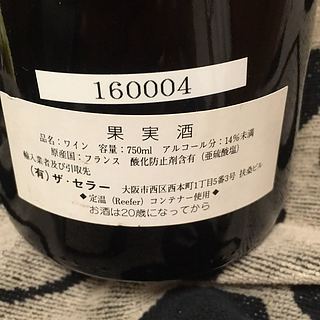 160004
果実酒
品名:ワイン 容量:750ml アルコール分:14%未満
原産国:フランス 酸化防止剤含有(亜硫酸塩)
輸入業者及び引取先
(有)ザ・セラー 大阪市西区西本町1丁目5番3号 扶桑ビル
◆定温(Reefer)コンテナー使用◆
お酒は20歳になってから